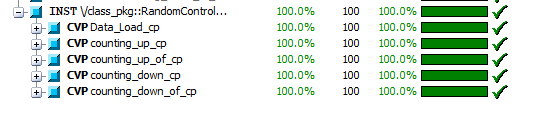 INST \/class_pkg::RandomControl... 100.0% 100 100.0%
CVP Data_Load_cp 100.0% 100 100.0%
CVP counting_up_cp 100.0% 100 100.0%
CVP counting_up_of_cp 100.0% 100 100.0%
CVP counting_down_cp 100.0% 100 100.0%
CVP counting_down_of_cp 100.0% 100 100.0%